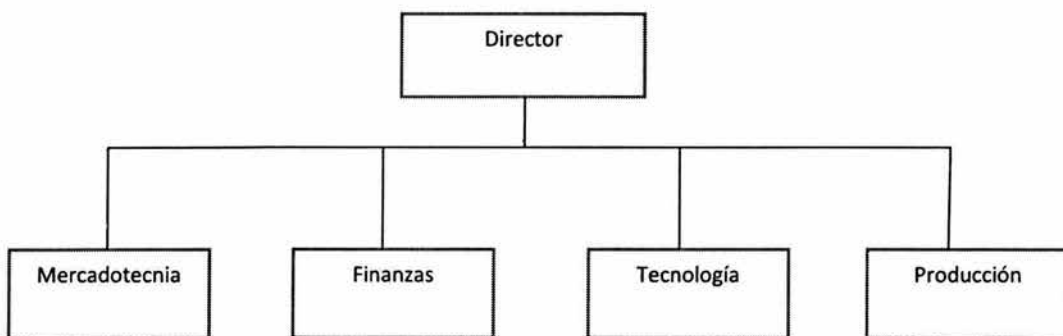 Director
Mercadotecnia
Finanzas
Tecnología
Producción